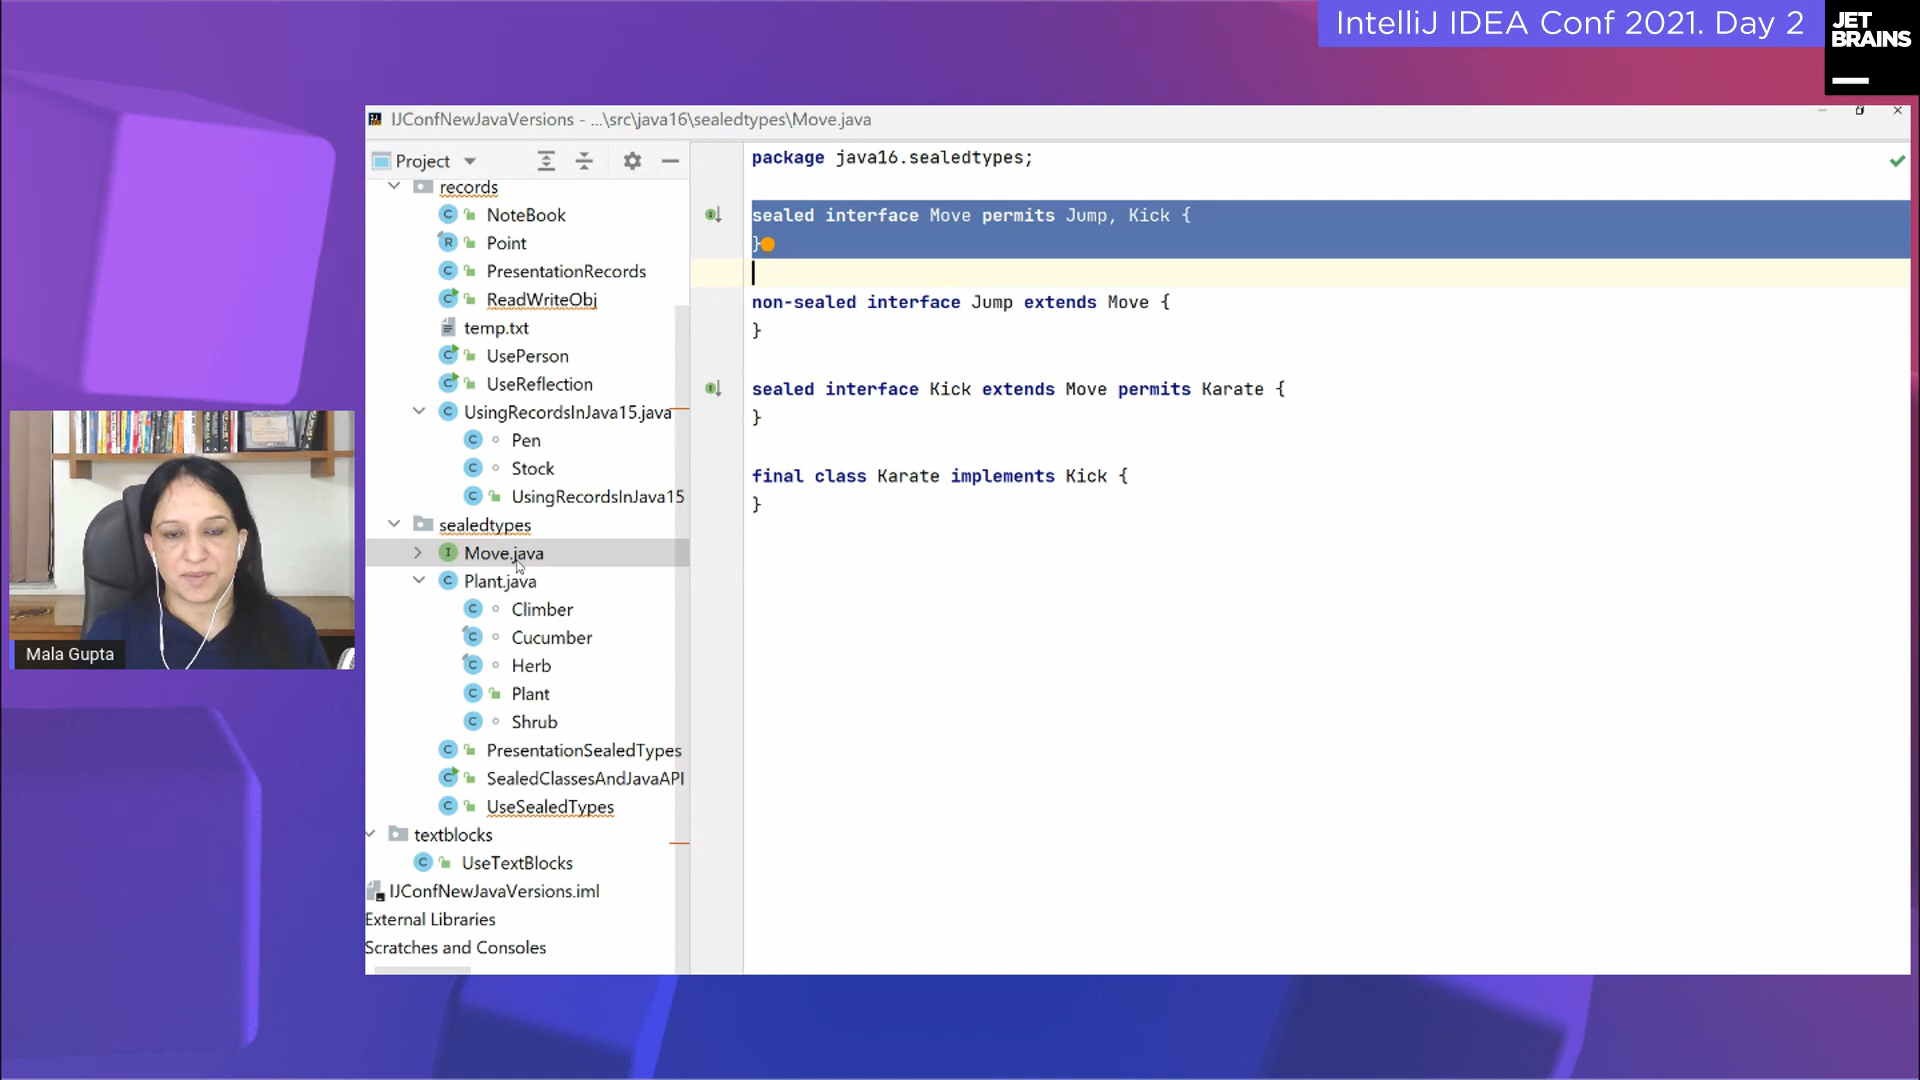 IntelliJ IDEA Conf 2021. Day 2
JET
BRAINS
IJConfNewJavaVersions - ...\src\java16\sealedtypes\Move.java
Project
records
NoteBook
Point
PresentationRecords
ReadWriteObj
temp.txt
UsePerson
UseReflection
UsingRecordsInJava15.java
Pen
Stock
UsingRecordsInJava15
sealedtypes
Move.java
Plant.java
Climber
Cucumber
Herb
Plant
Shrub
PresentationSealedTypes
SealedClassesAndJavaAPI
UseSealedTypes
textblocks
UseTextBlocks
IJConfNewJavaVersions.iml
External Libraries
Scratches and Consoles
package java16.sealedtypes;
sealed interface Move permits Jump, Kick {
}
non-sealed interface Jump extends Move {
}
sealed interface Kick extends Move permits Karate {
}
final class Karate implements Kick {
}
Mala Gupta